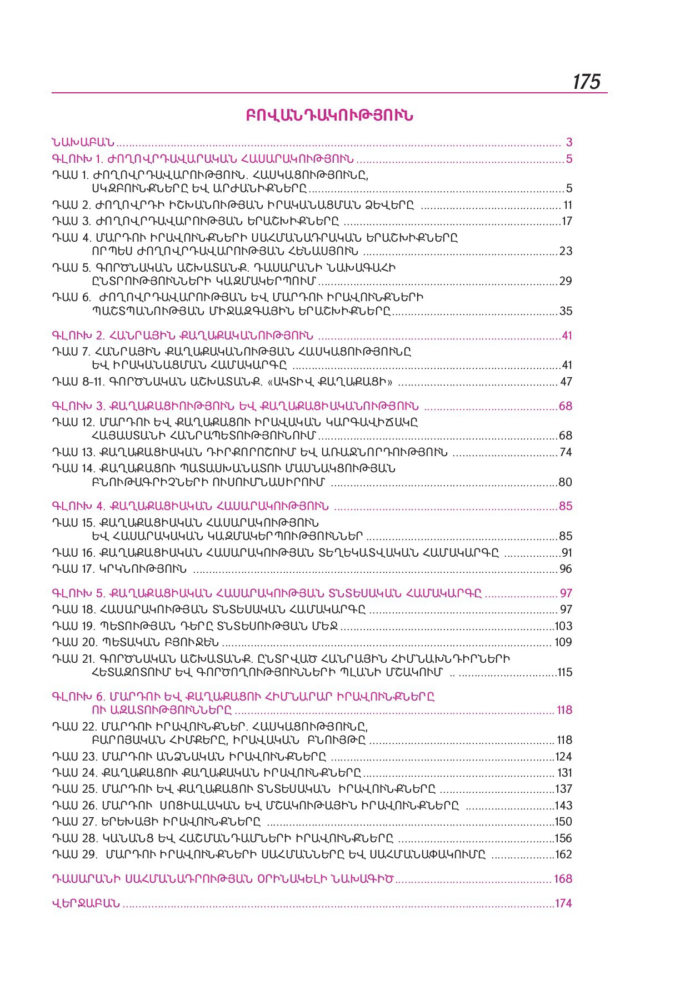 175
ԲՈՎԱՆԴԱԿՈՒԹՅՈՒՆ
ՆԱԽԱԲԱՆ ........ 3
ԳԼՈՒԽ 1. ԺՈՂՈՎՐԴԱՎԱՐԱԿԱՆ ՀԱՍԱՐԱԿՈՒԹՅՈՒՆ ........ 5
ԴԱՍ 1. ԺՈՂՈՎՐԴԱՎԱՐՈՒԹՅՈՒՆ. ՀԱՍԿԱՑՈՒԹՅՈՒՆԸ,
ՍԿԶԲՈՒՆՔՆԵՐԸ ԵՎ ԱՐԺԱՆԻՔՆԵՐԸ ........ 5
ԴԱՍ 2. ԺՈՂՈՎՐԴԻ ԻՇԽԱՆՈՒԹՅԱՆ ԻՐԱԿԱՆԱՑՄԱՆ ՁԵՎԵՐԸ ........ 11
ԴԱՍ 3. ԺՈՂՈՎՐԴԱՎԱՐՈՒԹՅԱՆ ԵՐԱՇԽԻՔՆԵՐԸ ........ 17
ԴԱՍ 4. ՄԱՐԴՈՒ ԻՐԱՎՈՒՆՔՆԵՐԻ ՍԱՀՄԱՆԱԴՐԱԿԱՆ ԵՐԱՇԽԻՔՆԵՐԸ
ՈՐՊԵՍ ԺՈՂՈՎՐԴԱՎԱՐՈՒԹՅԱՆ ՀԵՆԱՍՅՈՒՆ ........ 23
ԴԱՍ 5. ԳՈՐԾՆԱԿԱՆ ԱՇԽԱՏԱՆՔ. ԴԱՍԱՐԱՆԻ ՆԱԽԱԳԱՀԻ
ԸՆՏՐՈՒԹՅՈՒՆՆԵՐԻ ԿԱԶՄԱԿԵՐՊՈՒՄ ........ 29
ԴԱՍ 6. ԺՈՂՈՎՐԴԱՎԱՐՈՒԹՅԱՆ ԵՎ ՄԱՐԴՈՒ ԻՐԱՎՈՒՆՔՆԵՐԻ
ՊԱՇՏՊԱՆՈՒԹՅԱՆ ՄԻՋԱԶԳԱՅԻՆ ԵՐԱՇԽԻՔՆԵՐԸ ........ 35
ԳԼՈՒԽ 2. ՀԱՆՐԱՅԻՆ ՔԱՂԱՔԱԿԱՆՈՒԹՅՈՒՆ ........ 41
ԴԱՍ 7. ՀԱՆՐԱՅԻՆ ՔԱՂԱՔԱԿԱՆՈՒԹՅԱՆ ՀԱՍԿԱՑՈՒԹՅՈՒՆԸ
ԵՎ ԻՐԱԿԱՆԱՑՄԱՆ ՀԱՄԱԿԱՐԳԸ ........ 41
ԴԱՍ 8-11. ԳՈՐԾՆԱԿԱՆ ԱՇԽԱՏԱՆՔ. «ԱԿՏԻՎ ՔԱՂԱՔԱՑԻ» ........ 47
ԳԼՈՒԽ 3. ՔԱՂԱՔԱՑԻՈՒԹՅՈՒՆ ԵՎ ՔԱՂԱՔԱՑԻԱԿԱՆՈՒԹՅՈՒՆ ........ 68
ԴԱՍ 12. ՄԱՐԴՈՒ ԵՎ ՔԱՂԱՔԱՑՈՒ ԻՐԱՎԱԿԱՆ ԿԱՐԳԱՎԻՃԱԿԸ
ՀԱՅԱՍՏԱՆԻ ՀԱՆՐԱՊԵՏՈՒԹՅՈՒՆՈՒՄ ........ 68
ԴԱՍ 13. ՔԱՂԱՔԱՑԻԱԿԱՆ ԴԻՐՔՈՐՈՇՈՒՄ ԵՎ ԱՌԱՋՆՈՐԴՈՒԹՅՈՒՆ ........ 74
ԴԱՍ 14. ՔԱՂԱՔԱՑՈՒ ՊԱՏԱՍԽԱՆԱՏՈՒ ՄԱՍՆԱԿՑՈՒԹՅԱՆ
ԲՆՈՒԹԱԳՐԻՉՆԵՐԻ ՈՒՍՈՒՄՆԱՍԻՐՈՒՄ ........ 80
ԳԼՈՒԽ 4. ՔԱՂԱՔԱՑԻԱԿԱՆ ՀԱՍԱՐԱԿՈՒԹՅՈՒՆ ........ 85
ԴԱՍ 15. ՔԱՂԱՔԱՑԻԱԿԱՆ ՀԱՍԱՐԱԿՈՒԹՅՈՒՆ
ԵՎ ՀԱՍԱՐԱԿԱԿԱՆ ԿԱԶՄԱԿԵՐՊՈՒԹՅՈՒՆՆԵՐ ........ 85
ԴԱՍ 16. ՔԱՂԱՔԱՑԻԱԿԱՆ ՀԱՍԱՐԱԿՈՒԹՅԱՆ ՏԵՂԵԿԱՏՎԱԿԱՆ ՀԱՄԱԿԱՐԳԸ ........ 91
ԴԱՍ 17. ԿՐԿՆՈՒԹՅՈՒՆ ........ 96
ԳԼՈՒԽ 5. ՔԱՂԱՔԱՑԻԱԿԱՆ ՀԱՍԱՐԱԿՈՒԹՅԱՆ ՏՆՏԵՍԱԿԱՆ ՀԱՄԱԿԱՐԳԸ ........ 97
ԴԱՍ 18. ՀԱՍԱՐԱԿՈՒԹՅԱՆ ՏՆՏԵՍԱԿԱՆ ՀԱՄԱԿԱՐԳԸ ........ 97
ԴԱՍ 19. ՊԵՏՈՒԹՅԱՆ ԴԵՐԸ ՏՆՏԵՍՈՒԹՅԱՆ ՄԵՋ ........ 103
ԴԱՍ 20. ՊԵՏԱԿԱՆ ԲՅՈՒՋԵՆ ........ 109
ԴԱՍ 21. ԳՈՐԾՆԱԿԱՆ ԱՇԽԱՏԱՆՔ. ԸՆՏՐՎԱԾ ՀԱՆՐԱՅԻՆ ՀԻՄՆԱԽՆԴԻՐՆԵՐԻ
ՀԵՏԱԶՈՏՈՒՄ ԵՎ ԳՈՐԾՈՂՈՒԹՅՈՒՆՆԵՐԻ ՊԼԱՆԻ ՄՇԱԿՈՒՄ ........ 115
ԳԼՈՒԽ 6. ՄԱՐԴՈՒ ԵՎ ՔԱՂԱՔԱՑՈՒ ՀԻՄՆԱՐԱՐ ԻՐԱՎՈՒՆՔՆԵՐԸ
ՈՒ ԱԶԱՏՈՒԹՅՈՒՆՆԵՐԸ ........ 118
ԴԱՍ 22. ՄԱՐԴՈՒ ԻՐԱՎՈՒՆՔՆԵՐ. ՀԱՍԿԱՑՈՒԹՅՈՒՆԸ,
ԲԱՐՈՅԱԿԱՆ ՀԻՄՔԵՐԸ, ԻՐԱՎԱԿԱՆ ԲՆՈՒՅԹԸ ........ 118
ԴԱՍ 23. ՄԱՐԴՈՒ ԱՆՁՆԱԿԱՆ ԻՐԱՎՈՒՆՔՆԵՐԸ ........ 124
ԴԱՍ 24. ՔԱՂԱՔԱՑՈՒ ՔԱՂԱՔԱԿԱՆ ԻՐԱՎՈՒՆՔՆԵՐԸ ........ 131
ԴԱՍ 25. ՄԱՐԴՈՒ ԵՎ ՔԱՂԱՔԱՑՈՒ ՏՆՏԵՍԱԿԱՆ ԻՐԱՎՈՒՆՔՆԵՐԸ ........ 137
ԴԱՍ 26. ՄԱՐԴՈՒ ՍՈՑԻԱԼԱԿԱՆ ԵՎ ՄՇԱԿՈՒԹԱՅԻՆ ԻՐԱՎՈՒՆՔՆԵՐԸ ........ 143
ԴԱՍ 27. ԵՐԵԽԱՅԻ ԻՐԱՎՈՒՆՔՆԵՐԸ ........ 150
ԴԱՍ 28. ԿԱՆԱՆՑ ԵՎ ՀԱՇՄԱՆԴԱՄՆԵՐԻ ԻՐԱՎՈՒՆՔՆԵՐԸ ........ 156
ԴԱՍ 29. ՄԱՐԴՈՒ ԻՐԱՎՈՒՆՔՆԵՐԻ ՍԱՀՄԱՆՆԵՐԸ ԵՎ ՍԱՀՄԱՆԱՓԱԿՈՒՄԸ ........ 162
ԴԱՍԱՐԱՆԻ ՍԱՀՄԱՆԱԴՐՈՒԹՅԱՆ ՕՐԻՆԱԿԵԼԻ ՆԱԽԱԳԻԾ ........ 168
ՎԵՐՋԱԲԱՆ ........ 174